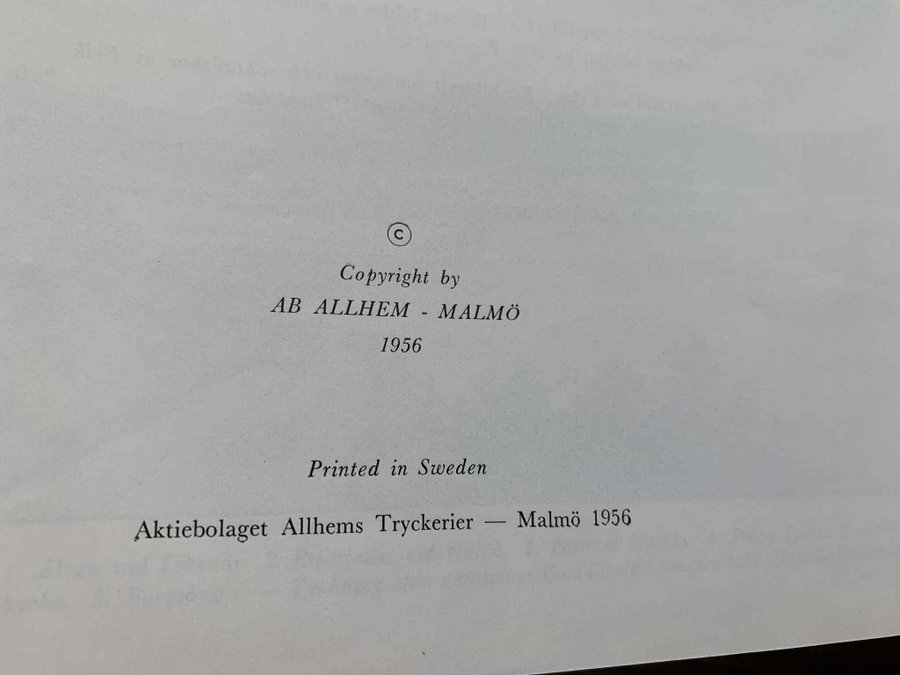 ©
Copyright by
AB ALLHEM - MALMÖ
1956
Printed in Sweden
Aktiebolaget Allhems Tryckerier — Malmö 1956